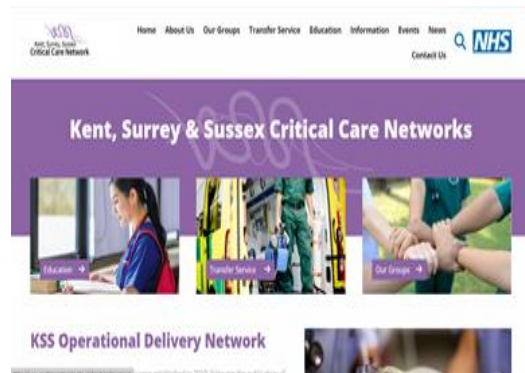 Home About Us Our Groups Transfer Service Education Information Events News
Contact Us
NHS
Kent, Surrey, Sussex
Critical Care Network
Kent, Surrey & Sussex Critical Care Networks
Education →
Transfer Service →
Our Groups →
KSS Operational Delivery Network